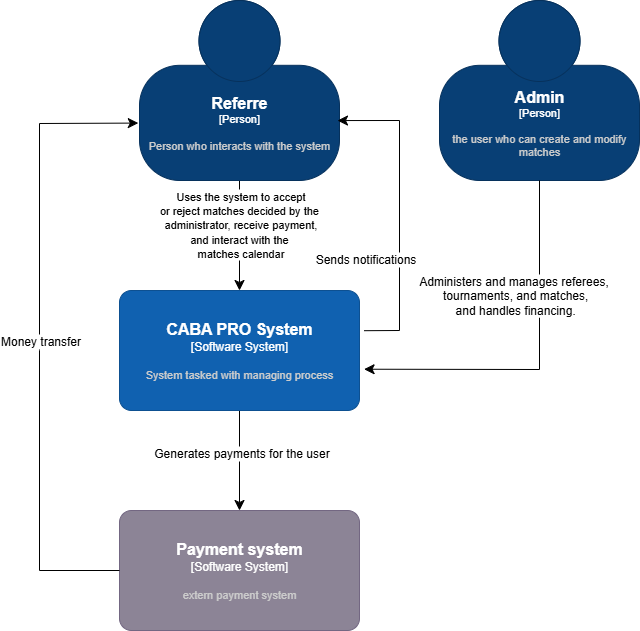 Referre
[Person]
Person who interacts with the system
Admin
[Person]
the user who can create and modify
matches
Uses the system to accept
or reject matches decided by the
administrator, receive payment,
and interact with the
matches calendar
Sends notifications
Administers and manages referees,
tournaments, and matches,
and handles financing.
CABA PRO System
[Software System]
System tasked with managing process
Money transfer
Generates payments for the user
Payment system
[Software System]
extern payment system